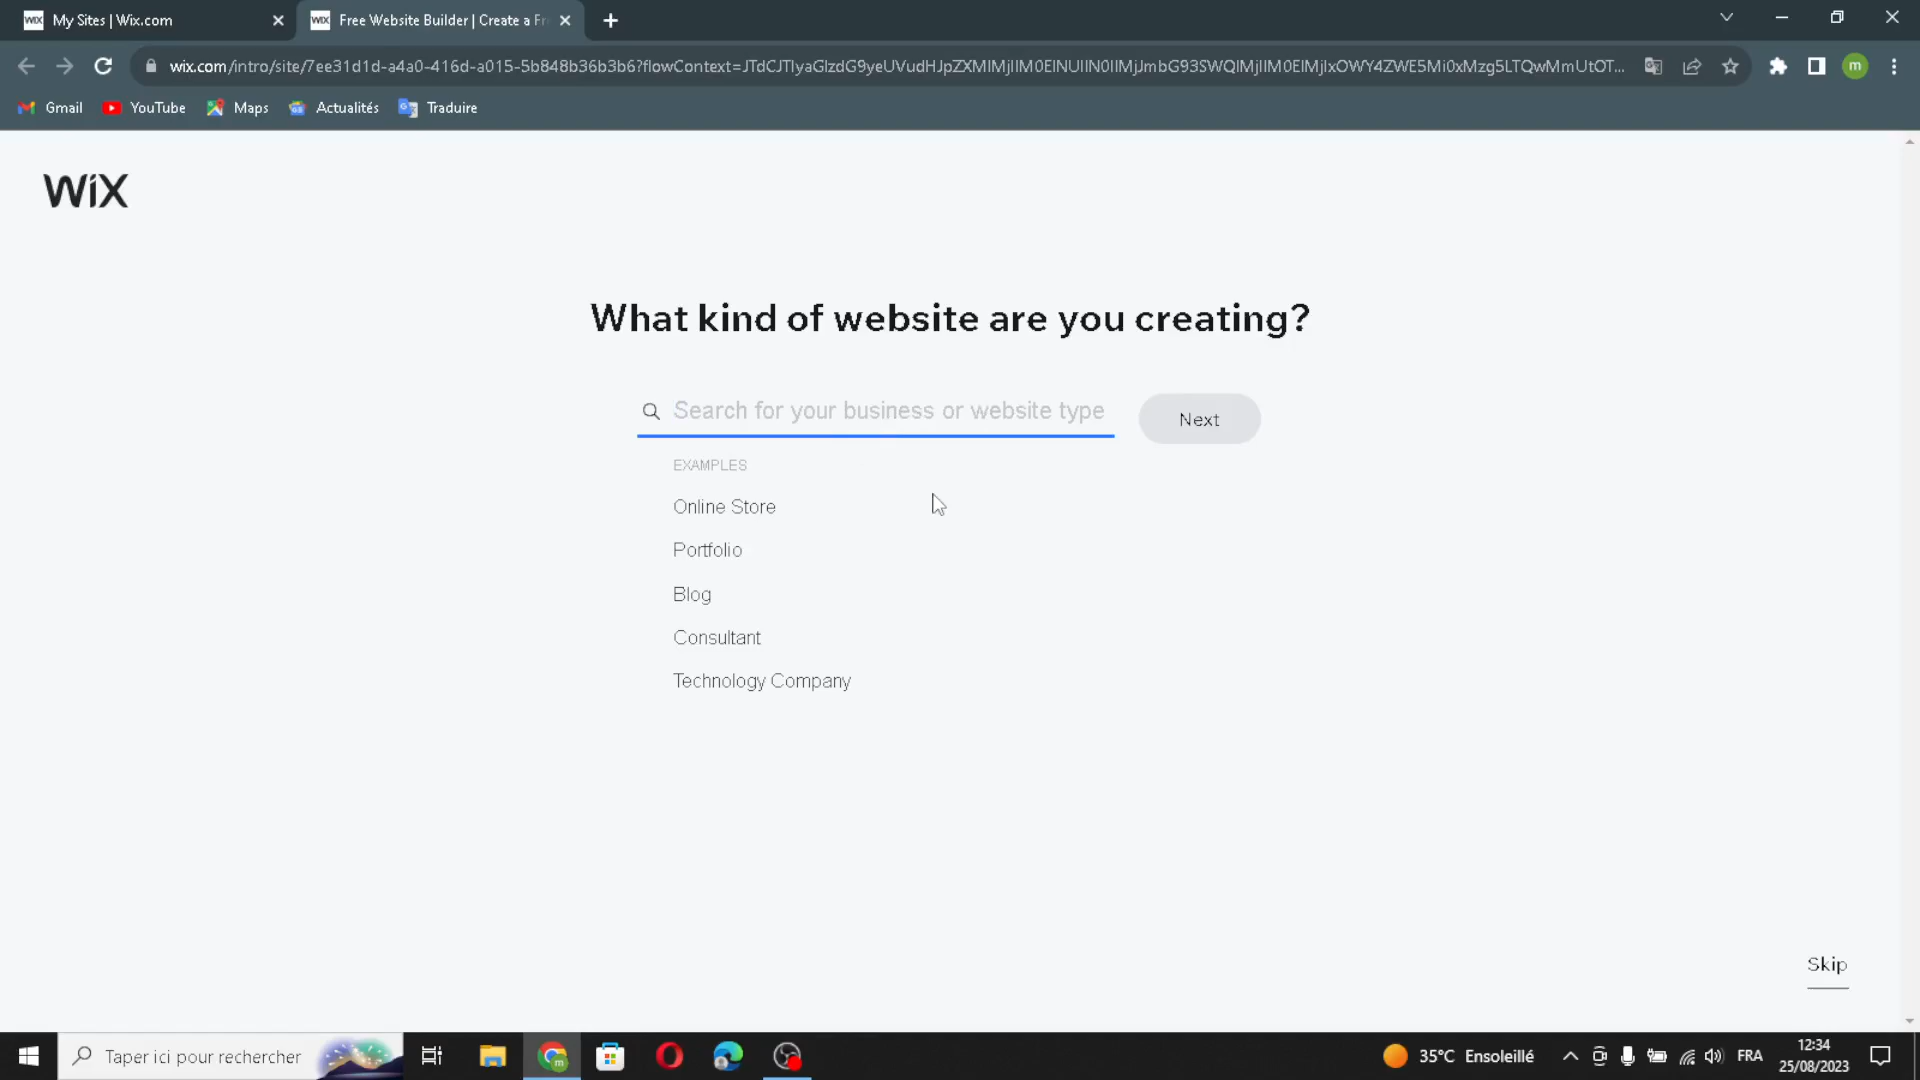 WiX My Sites | Wix.com
WiX Free Website Builder | Create a Fr
wix.com/intro/site/7ee31d1d-a4a0-416d-a015-5b848b36b3b6?flowContext=
m
Gmail
YouTube
Maps
Actualités
Traduire
WiX
What kind of website are you creating?
Search for your business or website type
Next
EXAMPLES
Online Store
Portfolio
Blog
Consultant
Technology Company
Skip
Taper ici pour rechercher
35°C Ensoleillé
FRA
12:34
25/08/2023